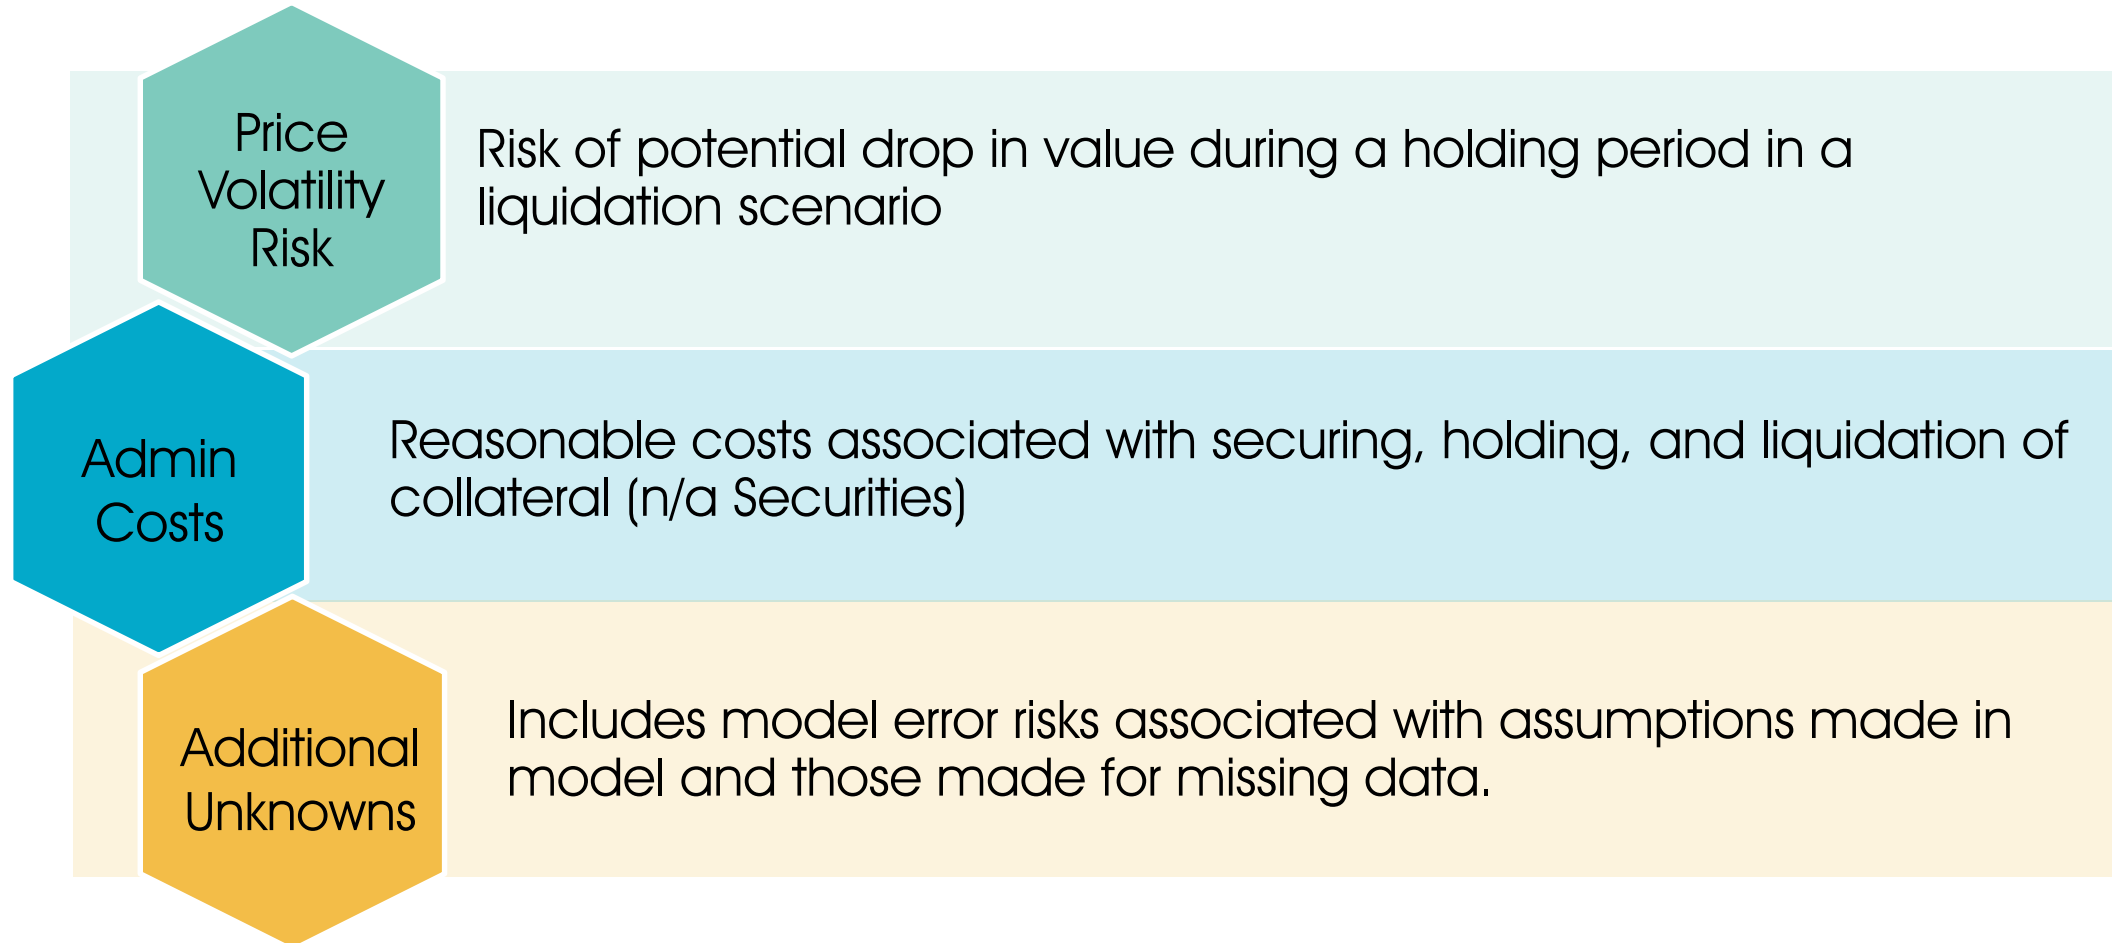 Price
Volatility
Risk
Risk of potential drop in value during a holding period in a
liquidation scenario
Admin
Costs
Reasonable costs associated with securing, holding, and liquidation of
collateral (n/a Securities)
Additional
Unknowns
Includes model error risks associated with assumptions made in
model and those made for missing data.